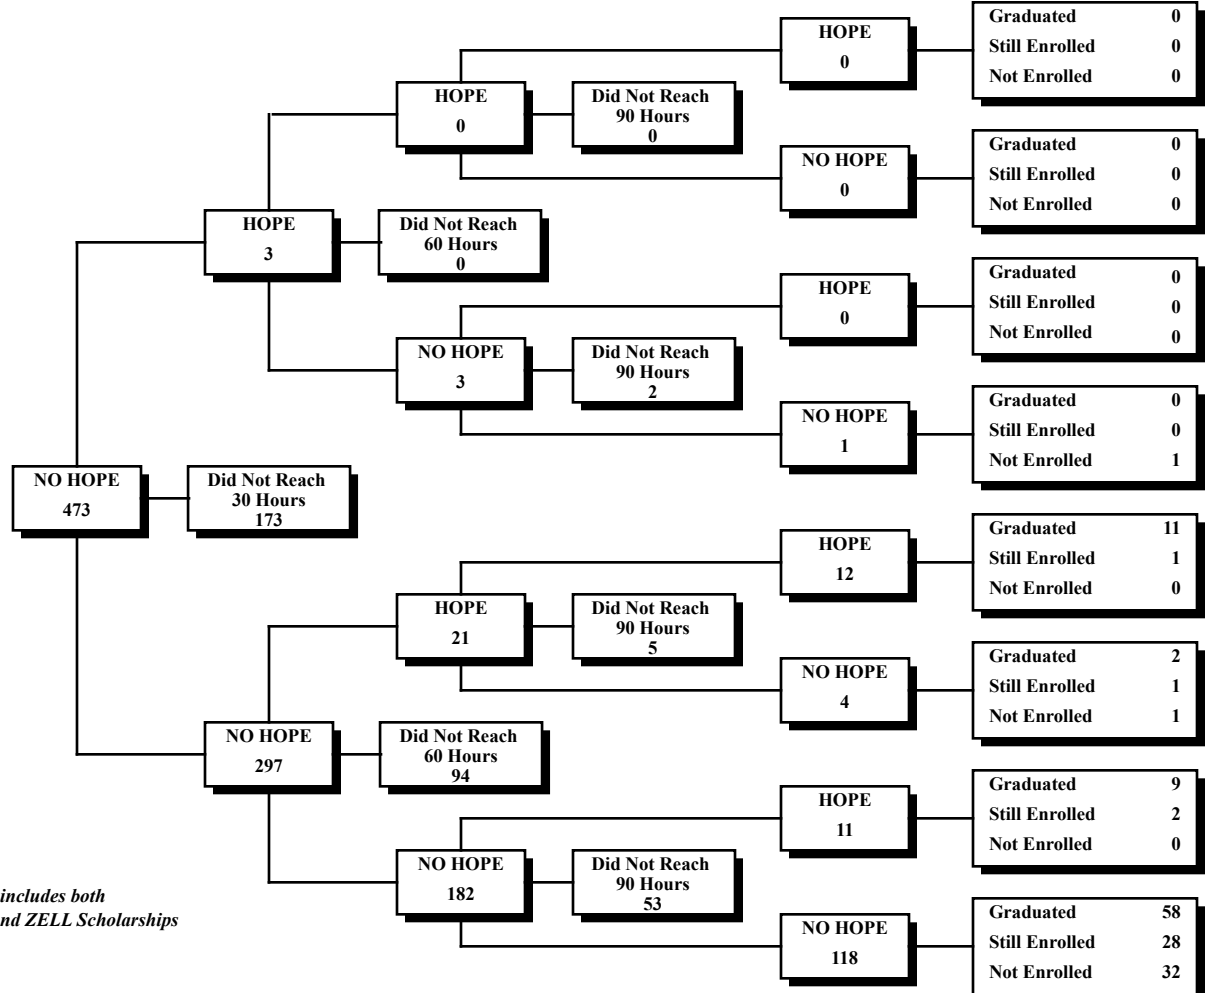 HOPE
0
Graduated 0
Still Enrolled 0
Not Enrolled 0
HOPE
0
Did Not Reach
90 Hours
0
NO HOPE
0
Graduated 0
Still Enrolled 0
Not Enrolled 0
HOPE
3
Did Not Reach
60 Hours
0
HOPE
0
Graduated 0
Still Enrolled 0
Not Enrolled 0
NO HOPE
3
Did Not Reach
90 Hours
2
NO HOPE
1
Graduated 0
Still Enrolled 0
Not Enrolled 1
NO HOPE
473
Did Not Reach
30 Hours
173
HOPE
12
Graduated 11
Still Enrolled 1
Not Enrolled 0
HOPE
21
Did Not Reach
90 Hours
5
NO HOPE
4
Graduated 2
Still Enrolled 1
Not Enrolled 1
NO HOPE
297
Did Not Reach
60 Hours
94
HOPE
11
Graduated 9
Still Enrolled 2
Not Enrolled 0
NO HOPE
182
Did Not Reach
90 Hours
53
NO HOPE
118
Graduated 58
Still Enrolled 28
Not Enrolled 32
includes both
nd ZELL Scholarships